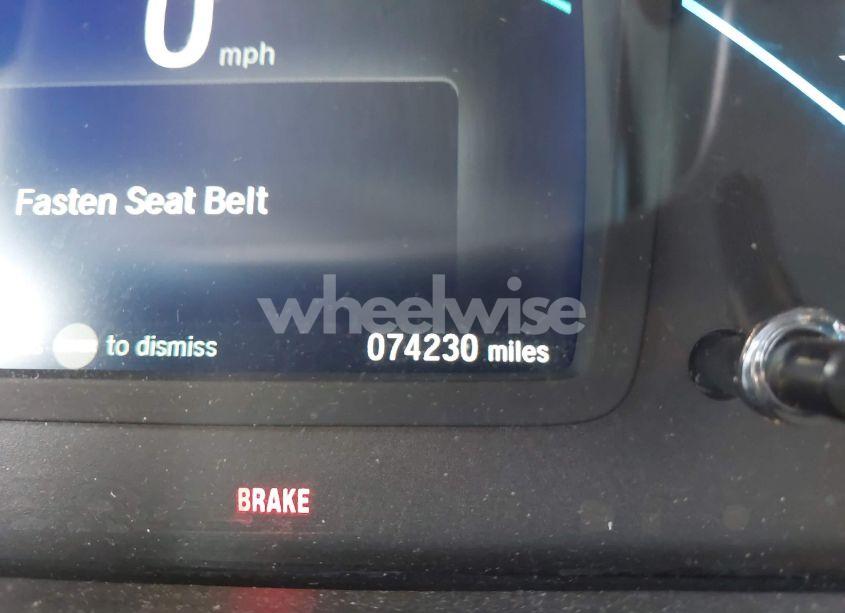 0 mph
Fasten Seat Belt
wheelwise
to dismiss
074230 miles
BRAKE